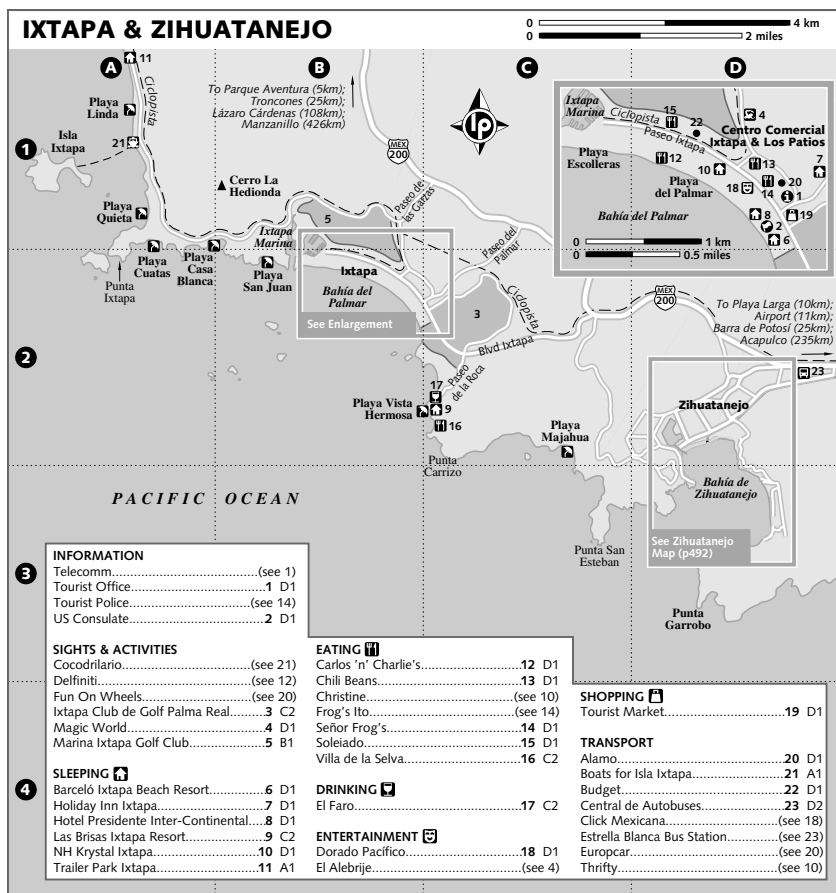 IXTAPA & ZIHUATANEJO
0 4 km
0 2 miles
A
B
C
D
11
Ciclopista
To Parque Aventura (5km);
Troncones (25km);
Lázaro Cárdenas (108km);
Manzanillo (426km)
Playa
Linda
Isla
Ixtapa
21
1
MEX
200
lp
Cerro La
Hedionda
Playa
Quieta
Paseo de
las Garzas
5
Ixtapa
Marina
Paseo del
Palmar
Punta
Ixtapa
Playa
Cuatas
Playa
Casa
Blanca
Playa
San Juan
Ixtapa
Bahía del
Palmar
See Enlargement
3
Ciclopista
Blvd Ixtapa
Paseo
de la Roca
2
Ixtapa
Marina
Ciclopista
Paseo Ixtapa
15
22
4
Centro Comercial
Ixtapa & Los Patios
Playa
Escolleras
12
10
13
7
Playa
del Palmar
18
14
20
1
Bahía del Palmar
8
19
2
6
0 1 km
0 0.5 miles
MEX
200
To Playa Larga (10km);
Airport (11km);
Barra de Potosí (25km);
Acapulco (235km)
23
17
Playa Vista
Hermosa
9
16
Punta
Carrizo
Playa
Majahua
Zihuatanejo
Bahía de
Zihuatanejo
See Zihuatanejo
Map (p492)
PACIFIC OCEAN
Punta San
Esteban
Punta
Garrobo
3
4
INFORMATION
Telecomm.....(see 1)
Tourist Office.....1 D1
Tourist Police.....(see 14)
US Consulate.....2 D1
SIGHTS & ACTIVITIES
Cocodrilario.....(see 21)
Delfiniti.....(see 12)
Fun On Wheels.....(see 20)
Ixtapa Club de Golf Palma Real.....3 C2
Magic World.....4 D1
Marina Ixtapa Golf Club.....5 B1
SLEEPING
Barceló Ixtapa Beach Resort.....6 D1
Holiday Inn Ixtapa.....7 D1
Hotel Presidente Inter-Continental.....8 D1
Las Brisas Ixtapa Resort.....9 C2
NH Krystal Ixtapa.....10 D1
Trailer Park Ixtapa.....11 A1
EATING
Carlos 'n' Charlie's.....12 D1
Chili Beans.....13 D1
Christine.....(see 10)
Frog's Ito.....(see 14)
Señor Frog's.....14 D1
Soleiado.....15 D1
Villa de la Selva.....16 C2
DRINKING
El Faro.....17 C2
ENTERTAINMENT
Dorado Pacífico.....18 D1
El Alebrije.....(see 4)
SHOPPING
Tourist Market.....19 D1
TRANSPORT
Alamo.....20 D1
Boats for Isla Ixtapa.....21 A1
Budget.....22 D1
Central de Autobuses.....23 D2
Click Mexicana.....(see 18)
Estrella Blanca Bus Station.....(see 23)
Europcar.....(see 20)
Thrifty.....(see 10)